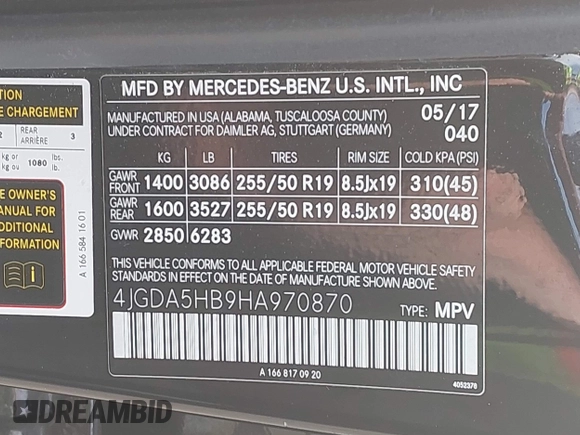 TION
E CHARGEMENT
2 REAR ARRIÈRE 3
kg or kg ou 1080 lbs. lb.
E OWNER'S
ANUAL FOR
DDITIONAL
FORMATION
A 166 584 16 01
MFD BY MERCEDES-BENZ U.S. INTL., INC
MANUFACTURED IN USA (ALABAMA, TUSCALOOSA COUNTY) 05/17
UNDER CONTRACT FOR DAIMLER AG, STUTTGART (GERMANY) 040
KG LB TIRES RIM SIZE COLD KPA (PSI)
GAWR FRONT 1400 3086 255/50 R19 8.5Jx19 310(45)
GAWR REAR 1600 3527 255/50 R19 8.5Jx19 330(48)
GVWR 2850 6283
THIS VEHICLE CONFORMS TO ALL APPLICABLE FEDERAL MOTOR VEHICLE SAFETY
STANDARDS IN EFFECT ON THE DATE OF MANUFACTURE SHOWN ABOVE.
4JGDA5HB9HA970870 TYPE: MPV
A 166 817 09 20
4052378
DREAMBID